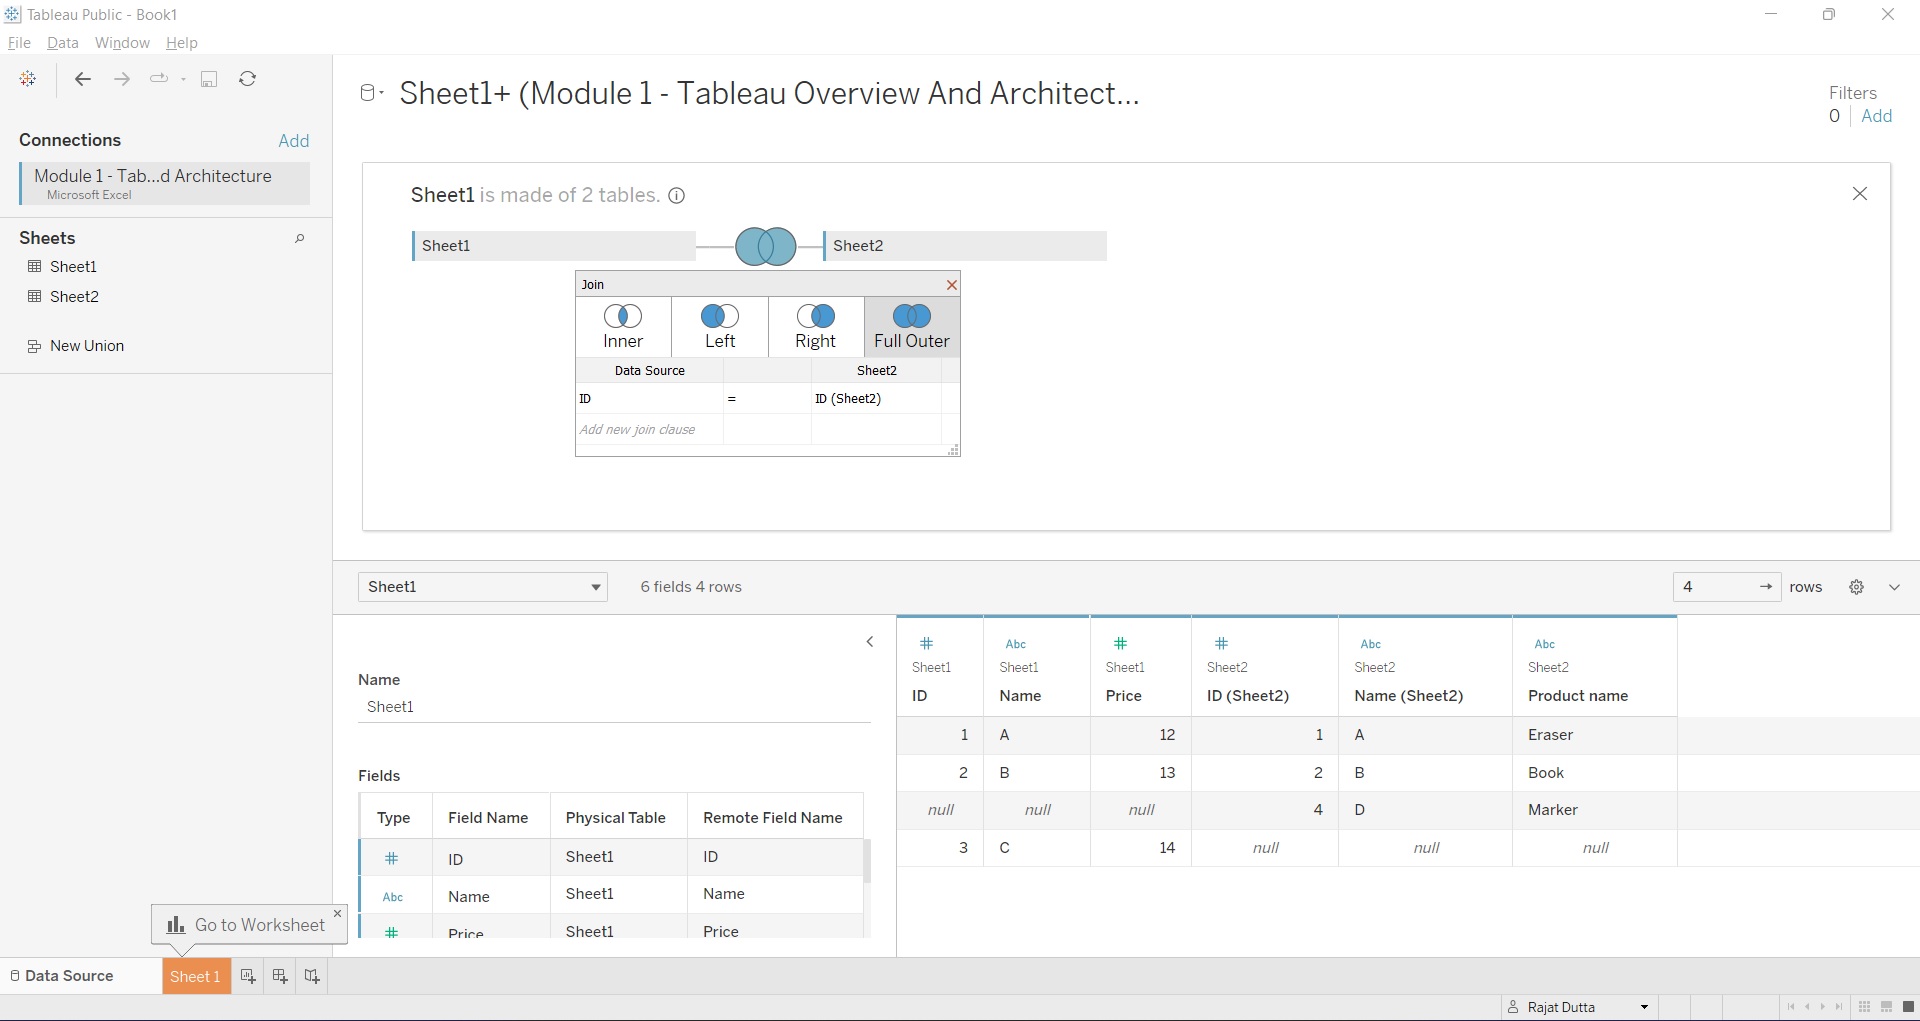 Tableau Public - Book1
File Data Window Help
Sheet1+ (Module 1 - Tableau Overview And Architect...
Filters
0 Add
Connections Add
Module 1 - Tab...d Architecture
Microsoft Excel
Sheets
Sheet1
Sheet2
New Union
Sheet1 is made of 2 tables.
Sheet1 Sheet2
Join
Inner Left Right Full Outer
Data Source Sheet2
ID = ID (Sheet2)
Add new join clause
Sheet1 6 fields 4 rows 4 → rows
Name
Sheet1
Fields
Type Field Name Physical Table Remote Field Name
# ID Sheet1 ID
Abc Name Sheet1 Name
# Price Sheet1 Price
# Abc # # Abc Abc
Sheet1 Sheet1 Sheet1 Sheet2 Sheet2 Sheet2
ID Name Price ID (Sheet2) Name (Sheet2) Product name
1 A 12 1 A Eraser
2 B 13 2 B Book
null null null 4 D Marker
3 C 14 null null null
Go to Worksheet
Data Source Sheet 1
Rajat Dutta